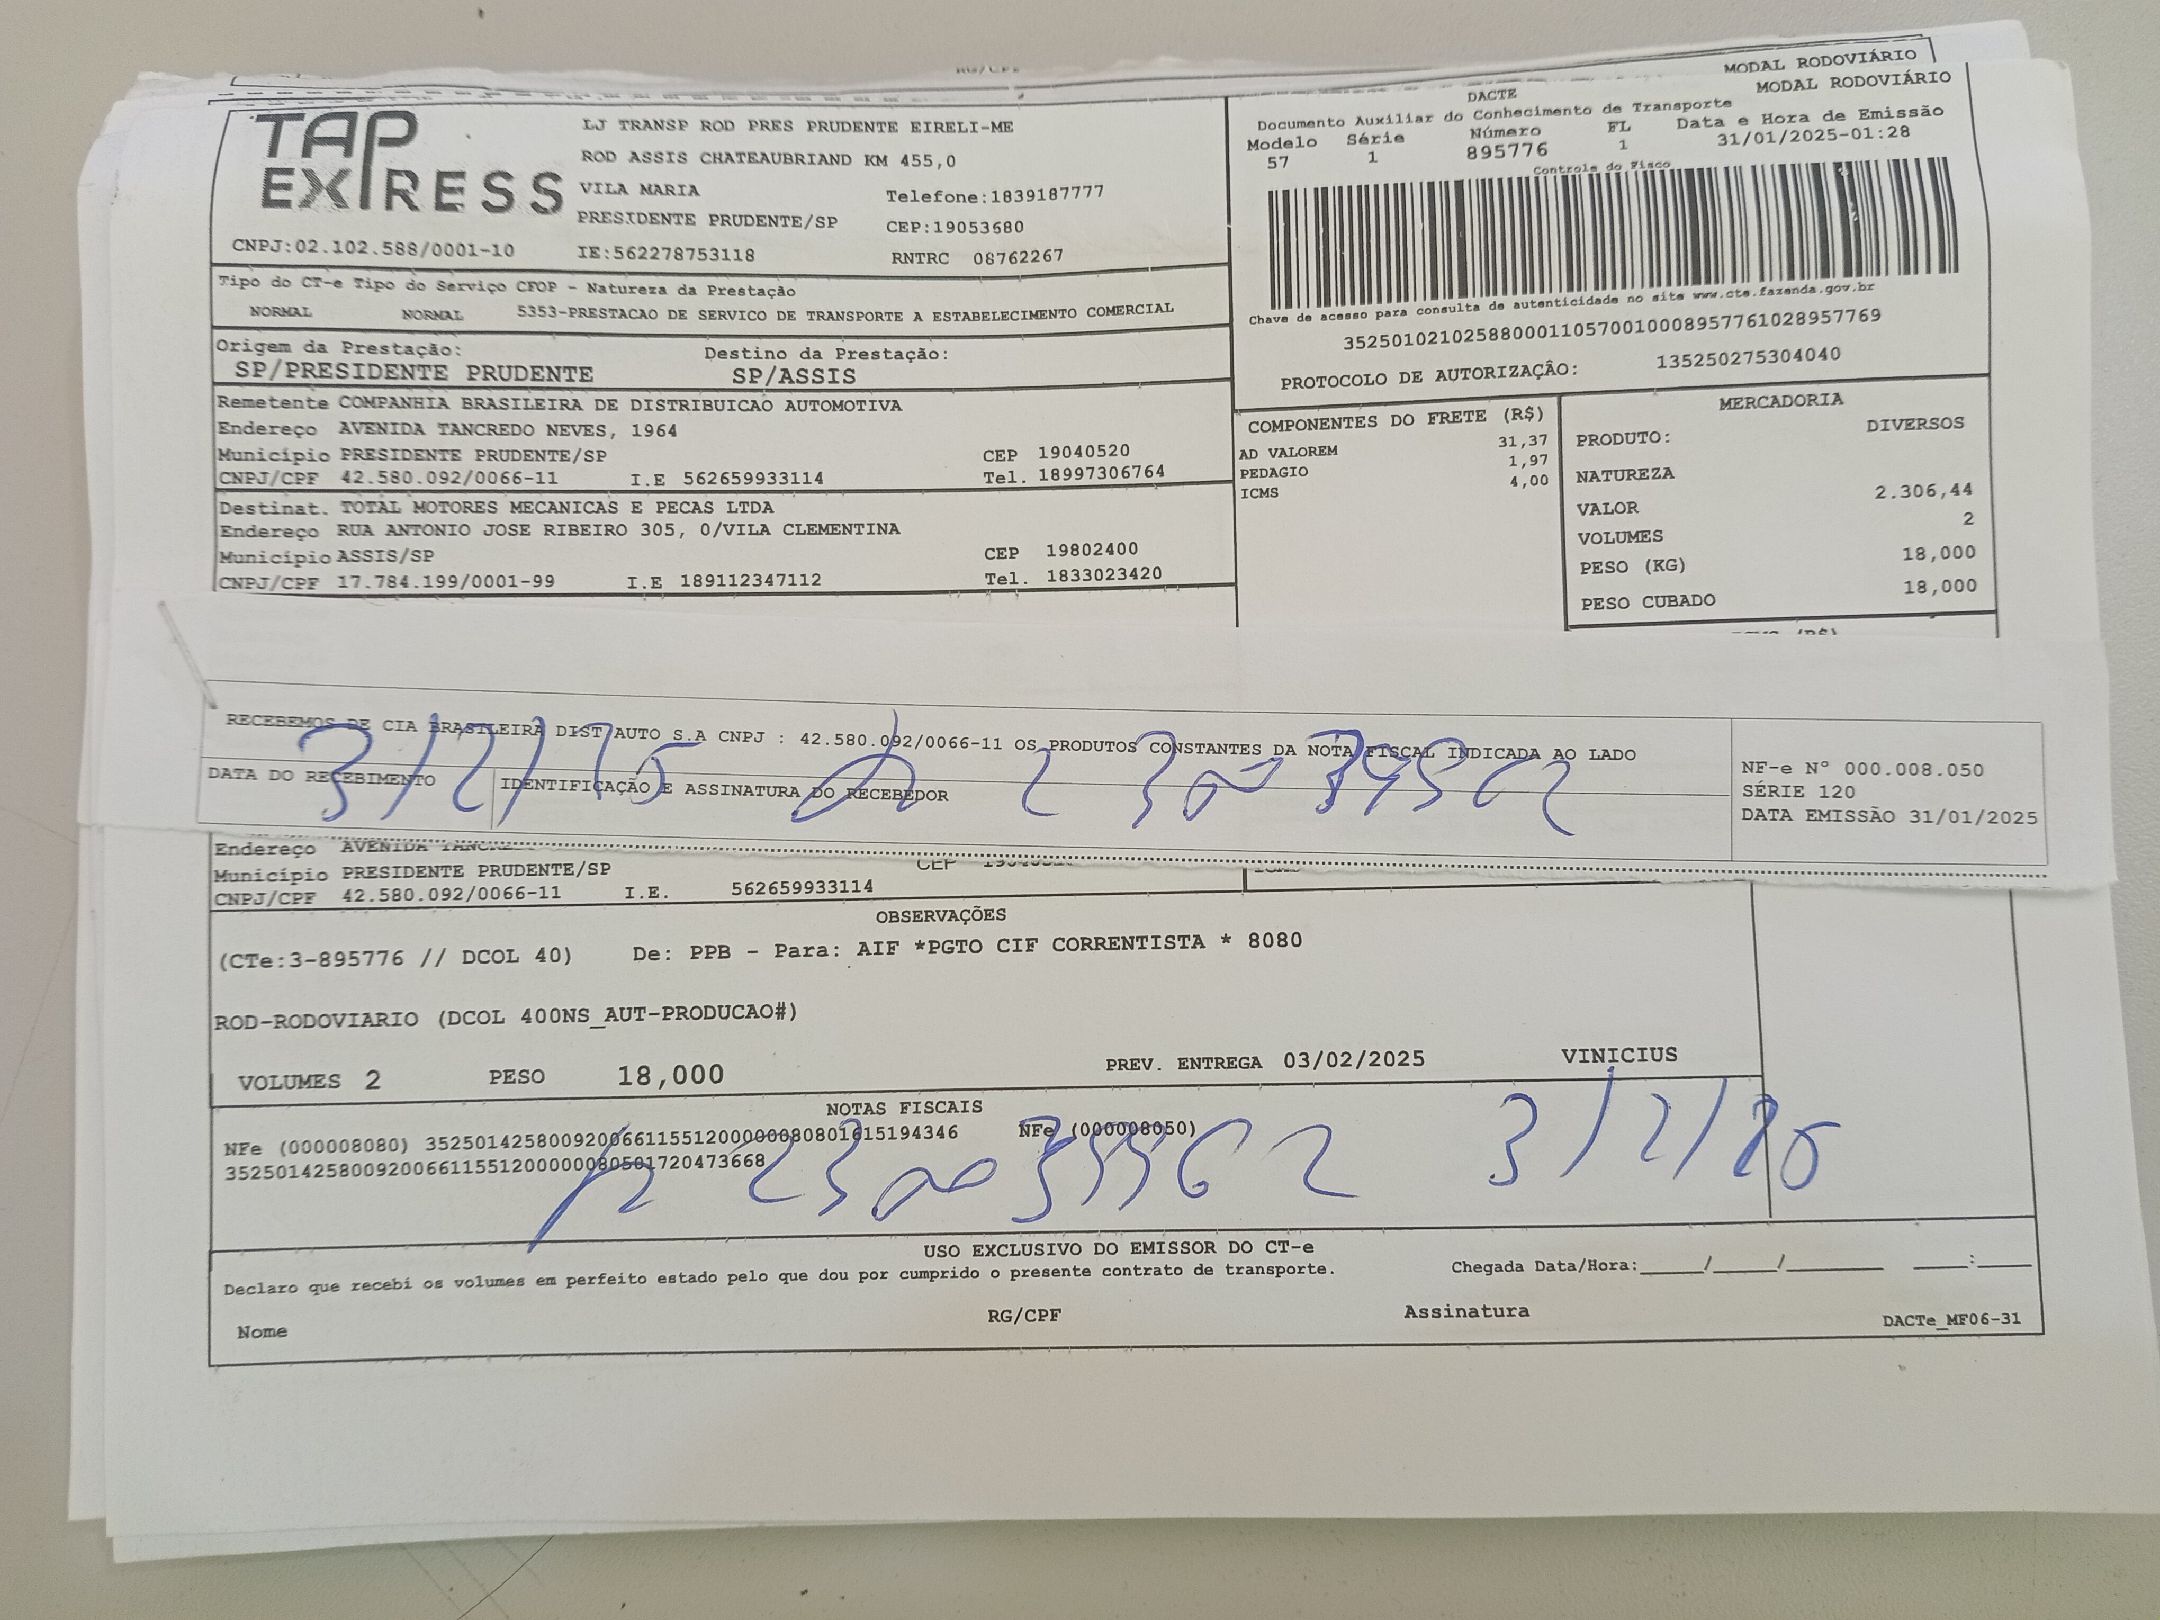 MODAL RODOVIÁRIO
TAP EXPRESS
LJ TRANSP ROD PRES PRUDENTE EIRELI-ME
ROD ASSIS CHATEAUBRIAND KM 455,0
VILA MARIA Telefone:1839187777
PRESIDENTE PRUDENTE/SP CEP:19053680
CNPJ:02.102.588/0001-10 IE:562278753118 RNTRC 08762267
DACTE MODAL RODOVIÁRIO
Documento Auxiliar do Conhecimento de Transporte
Modelo Série Número FL Data e Hora de Emissão
57 1 895776 1 31/01/2025-01:28
Controle do Fisco
Chave de acesso para consulta de autenticidade no site www.cte.fazenda.gov.br
35250102102588000110570010008957761028957769
PROTOCOLO DE AUTORIZAÇÂO: 135250275304040
Tipo do CT-e Tipo do Serviço CFOP - Natureza da Prestação
NORMAL NORMAL 5353-PRESTACAO DE SERVICO DE TRANSPORTE A ESTABELECIMENTO COMERCIAL
Origem da Prestação: Destino da Prestação:
SP/PRESIDENTE PRUDENTE SP/ASSIS
Remetente COMPANHIA BRASILEIRA DE DISTRIBUICAO AUTOMOTIVA
Endereço AVENIDA TANCREDO NEVES, 1964
Município PRESIDENTE PRUDENTE/SP CEP 19040520
CNPJ/CPF 42.580.092/0066-11 I.E 562659933114 Tel. 18997306764
Destinat. TOTAL MOTORES MECANICAS E PECAS LTDA
Endereço RUA ANTONIO JOSE RIBEIRO 305, 0/VILA CLEMENTINA
Município ASSIS/SP CEP 19802400
CNPJ/CPF 17.784.199/0001-99 I.E 189112347112 Tel. 1833023420
COMPONENTES DO FRETE (R$)
AD VALOREM 31,37
PEDAGIO 1,97
ICMS 4,00
MERCADORIA
PRODUTO: DIVERSOS
NATUREZA
VALOR 2.306,44
VOLUMES 2
PESO (KG) 18,000
PESO CUBADO 18,000
RECEBEMOS DE CIA BRASILEIRA DIST AUTO S.A CNPJ : 42.580.092/0066-11 OS PRODUTOS CONSTANTES DA NOTA FISCAL INDICADA AO LADO
DATA DO RECEBIMENTO IDENTIFICAÇÃO E ASSINATURA DO RECEBEDOR
NF-e Nº 000.008.050
SÉRIE 120
DATA EMISSÃO 31/01/2025
Endereço AVENIDA
Município PRESIDENTE PRUDENTE/SP CEP
CNPJ/CPF 42.580.092/0066-11 I.E. 562659933114
OBSERVAÇÕES
(CTe:3-895776 // DCOL 40) De: PPB - Para: AIF *PGTO CIF CORRENTISTA * 8080
ROD-RODOVIARIO (DCOL 400NS_AUT-PRODUCAO#)
VOLUMES 2 PESO 18,000 PREV. ENTREGA 03/02/2025 VINICIUS
NOTAS FISCAIS
NFe (000008080) 35250142580092006611551200000080801615194346 NFe (000008050)
35250142580092006611551200000080501720473668
3/2/25
USO EXCLUSIVO DO EMISSOR DO CT-e
Declaro que recebi os volumes em perfeito estado pelo que dou por cumprido o presente contrato de transporte. Chegada Data/Hora:_____/_____/________ ____:____
Nome RG/CPF Assinatura DACTe_MF06-31